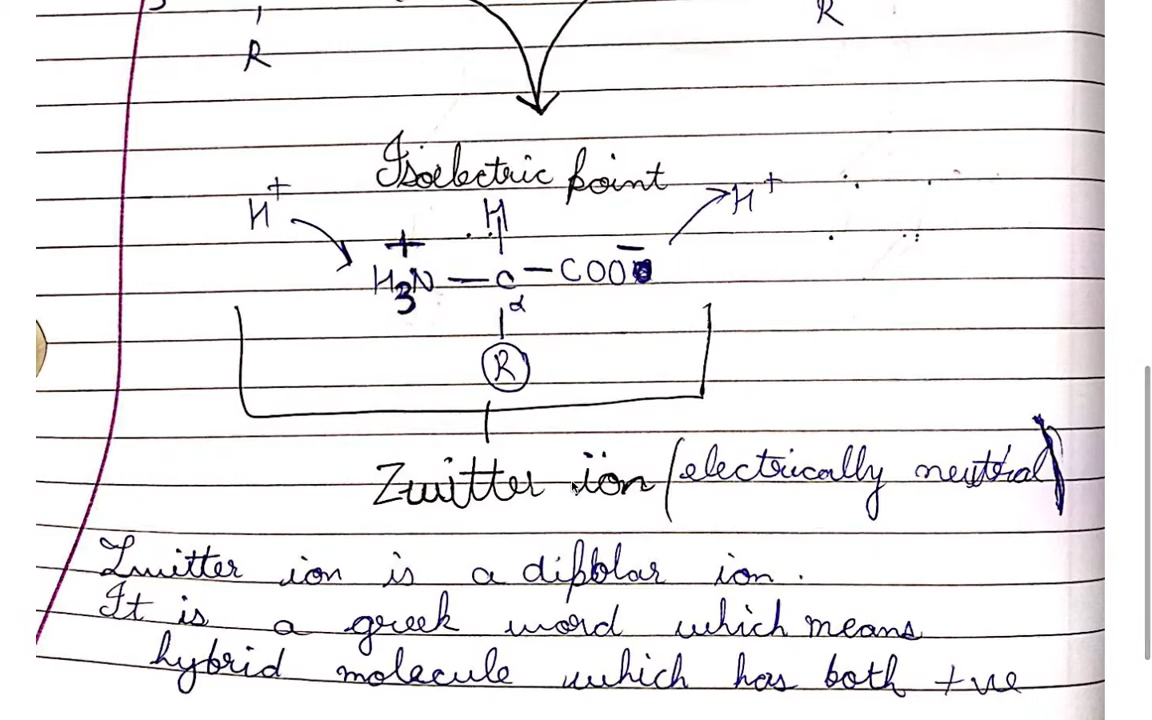 R
R
Isoelectric point
H+
H
H+
+
H3N — C — COO-
α
R
Zwitter ion (electrically neutral)
Zwitter ion is a dipolar ion.
It is a greek word which means
hybrid molecule which has both +ve